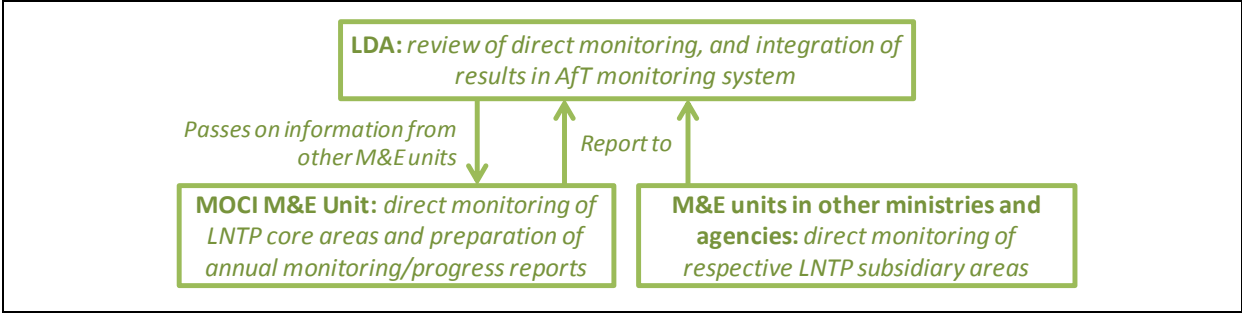 LDA: review of direct monitoring, and integration of
results in AfT monitoring system
Passes on information from
other M&E units
Report to
MOCI M&E Unit: direct monitoring of
LNTP core areas and preparation of
annual monitoring/progress reports
M&E units in other ministries and
agencies: direct monitoring of
respective LNTP subsidiary areas